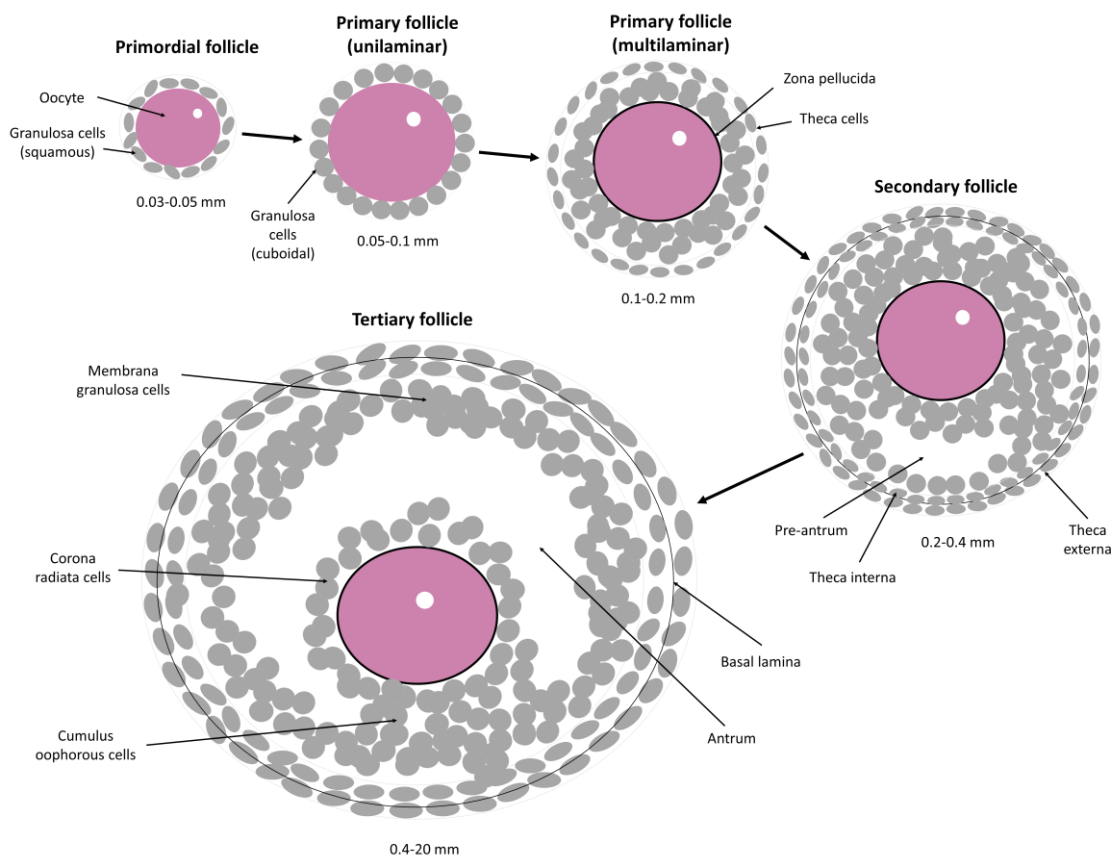 Primordial follicle
Oocyte
Granulosa cells
(squamous)
0.03-0.05 mm
Primary follicle
(unilaminar)
Granulosa
cells
(cuboidal)
0.05-0.1 mm
Primary follicle
(multilaminar)
Zona pellucida
Theca cells
0.1-0.2 mm
Secondary follicle
Pre-antrum
Theca interna
0.2-0.4 mm
Theca
externa
Tertiary follicle
Membrana
granulosa cells
Corona
radiata cells
Cumulus
oophorous cells
Basal lamina
Antrum
0.4-20 mm